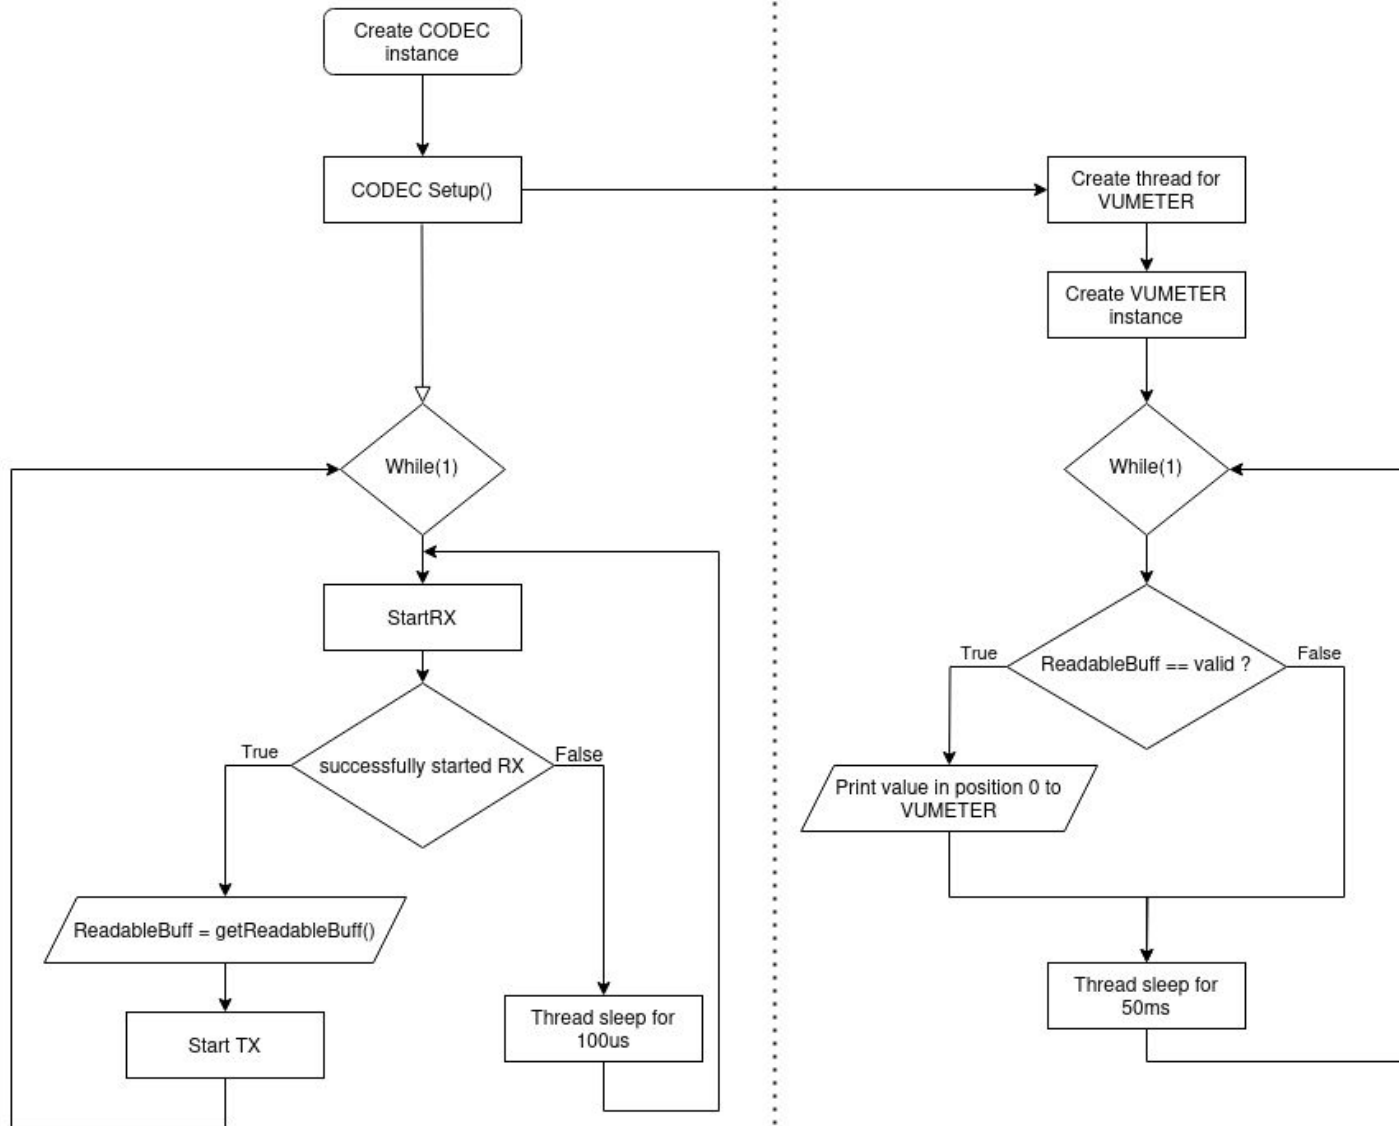 Create CODEC
instance
CODEC Setup()
Create thread for
VUMETER
Create VUMETER
instance
While(1)
While(1)
StartRX
True
ReadableBuff == valid ?
False
True
successfully started RX
False
Print value in position 0 to
VUMETER
ReadableBuff = getReadableBuff()
Thread sleep for
50ms
Thread sleep for
100us
Start TX